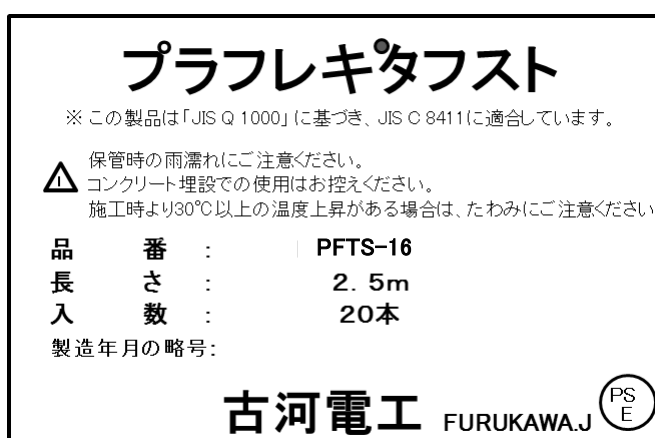 プラフレキタフスト
※この製品は「JIS Q 1000」に基づき、JIS C 8411に適合しています。
保管時の雨濡れにご注意ください。
コンクリート埋設での使用はお控えください。
施工時より30℃以上の温度上昇がある場合は、たわみにご注意ください
品番: PFTS-16
長さ: 2.5m
入数: 20本
製造年月の略号:
古河電工 FURUKAWA.J PSE